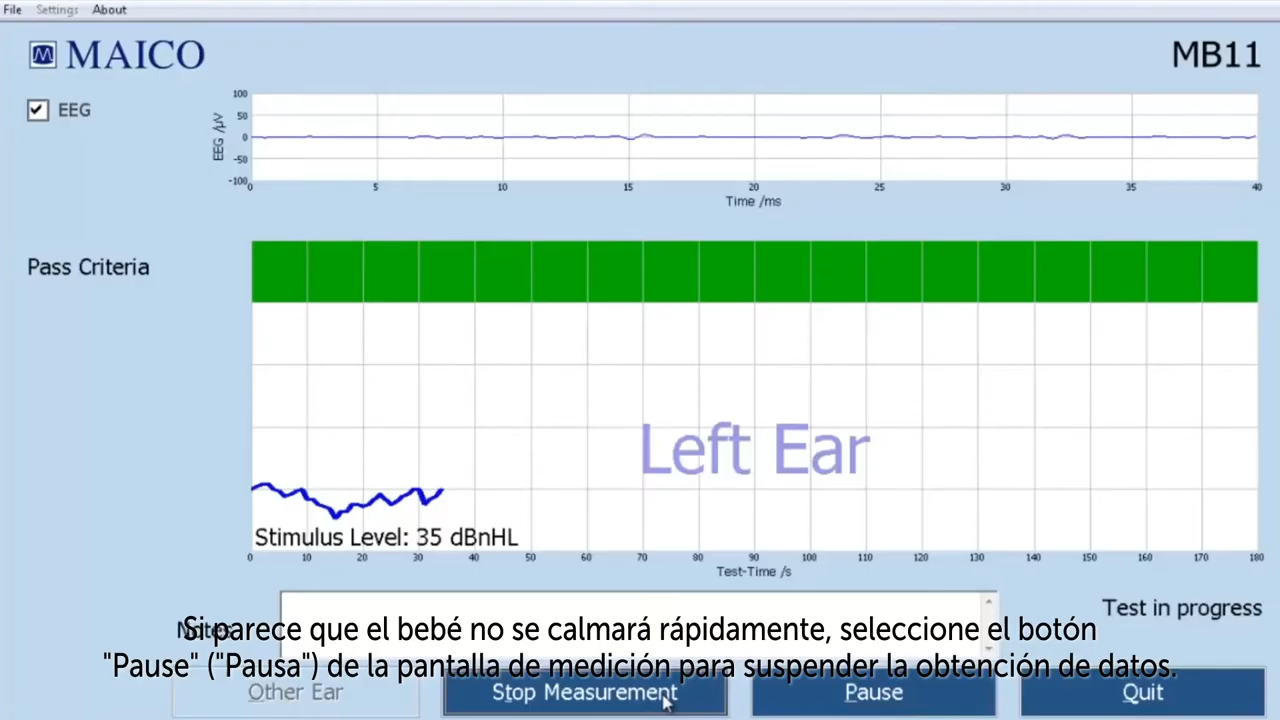 File Settings About
MAICO
MB11
EEG
EEG /µV
100
50
0
-50
-100
0 5 10 15 20 25 30 35 40
Time /ms
Pass Criteria
Left Ear
Stimulus Level: 35 dBnHL
0 10 20 30 40 50 60 70 80 90 100 110 120 130 140 150 160 170 180
Test-Time /s
Test in progress
Notes
Si parece que el bebé no se calmará rápidamente, seleccione el botón
"Pause" ("Pausa") de la pantalla de medición para suspender la obtención de datos.
Other Ear
Stop Measurement
Pause
Quit